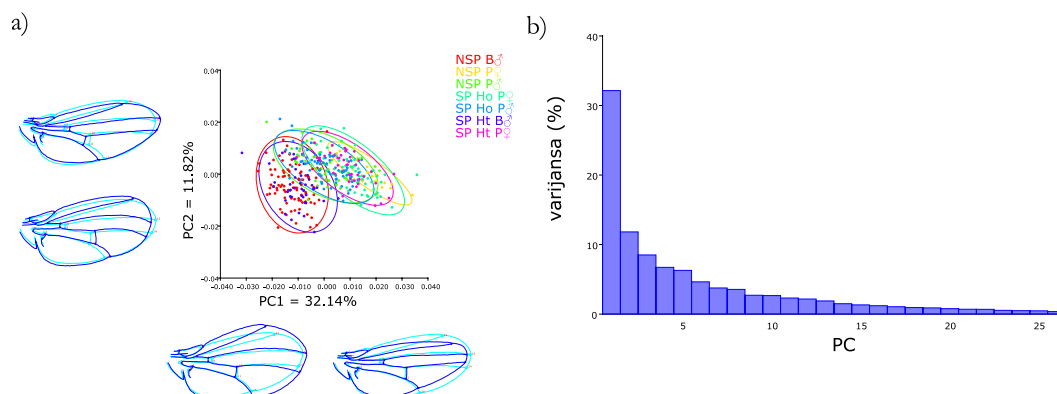 a)
b)
NSP B♂
NSP P♀
NSP P♂
SP Ho P♀
SP Ho P♂
SP Ht B♂
SP Ht P♀
0.04
0.02
0.00
−0.02
−0.04
PC2 = 11.82%
−0.040 −0.030 −0.020 −0.010 0.000 0.010 0.020 0.030 0.040
PC1 = 32.14%
40
30
20
10
0
varijansa (%)
5 10 15 20 25
PC